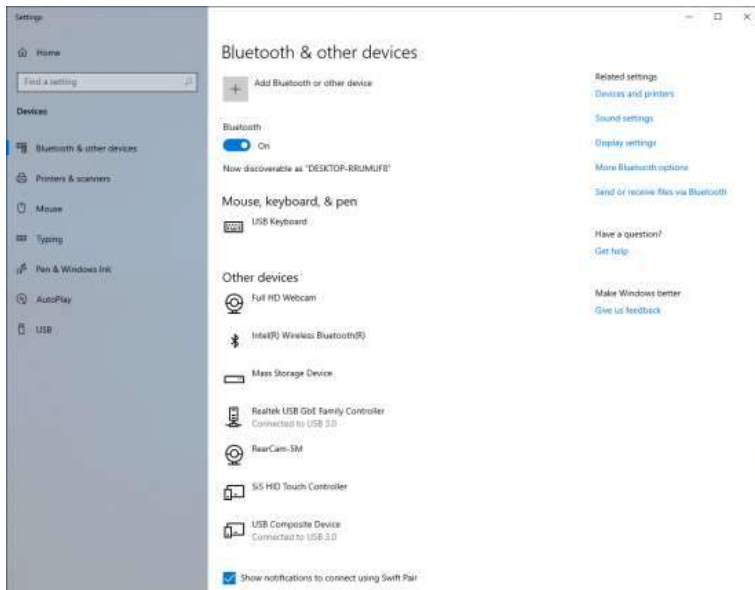 Settings
Home
Find a setting
Devices
Bluetooth & other devices
Printers & scanners
Mouse
Typing
Pen & Windows Ink
AutoPlay
USB
Bluetooth & other devices
Add Bluetooth or other device
Bluetooth
On
Now discoverable as "DESKTOP-RRUMUFB"
Mouse, keyboard, & pen
USB Keyboard
Other devices
Full HD Webcam
Intel(R) Wireless Bluetooth(R)
Mass Storage Device
Realtek USB GbE Family Controller
Connected to USB 3.0
RearCam-5M
SiS HID Touch Controller
USB Composite Device
Connected to USB 3.0
Show notifications to connect using Swift Pair
Related settings
Devices and printers
Sound settings
Display settings
More Bluetooth options
Send or receive files via Bluetooth
Have a question?
Get help
Make Windows better
Give us feedback